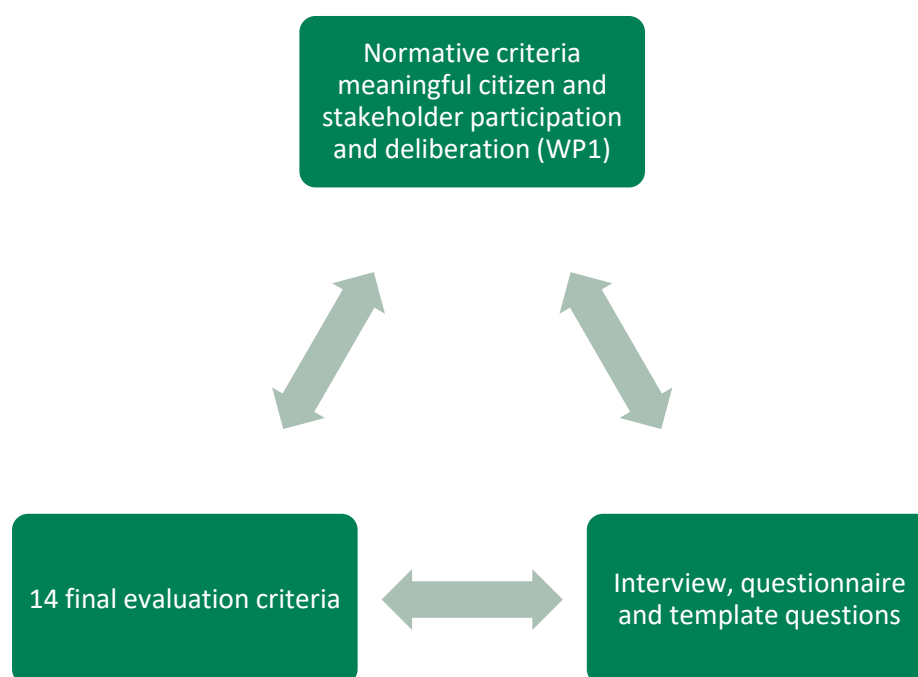 Normative criteria
meaningful citizen and
stakeholder participation
and deliberation (WP1)
14 final evaluation criteria
Interview, questionnaire
and template questions